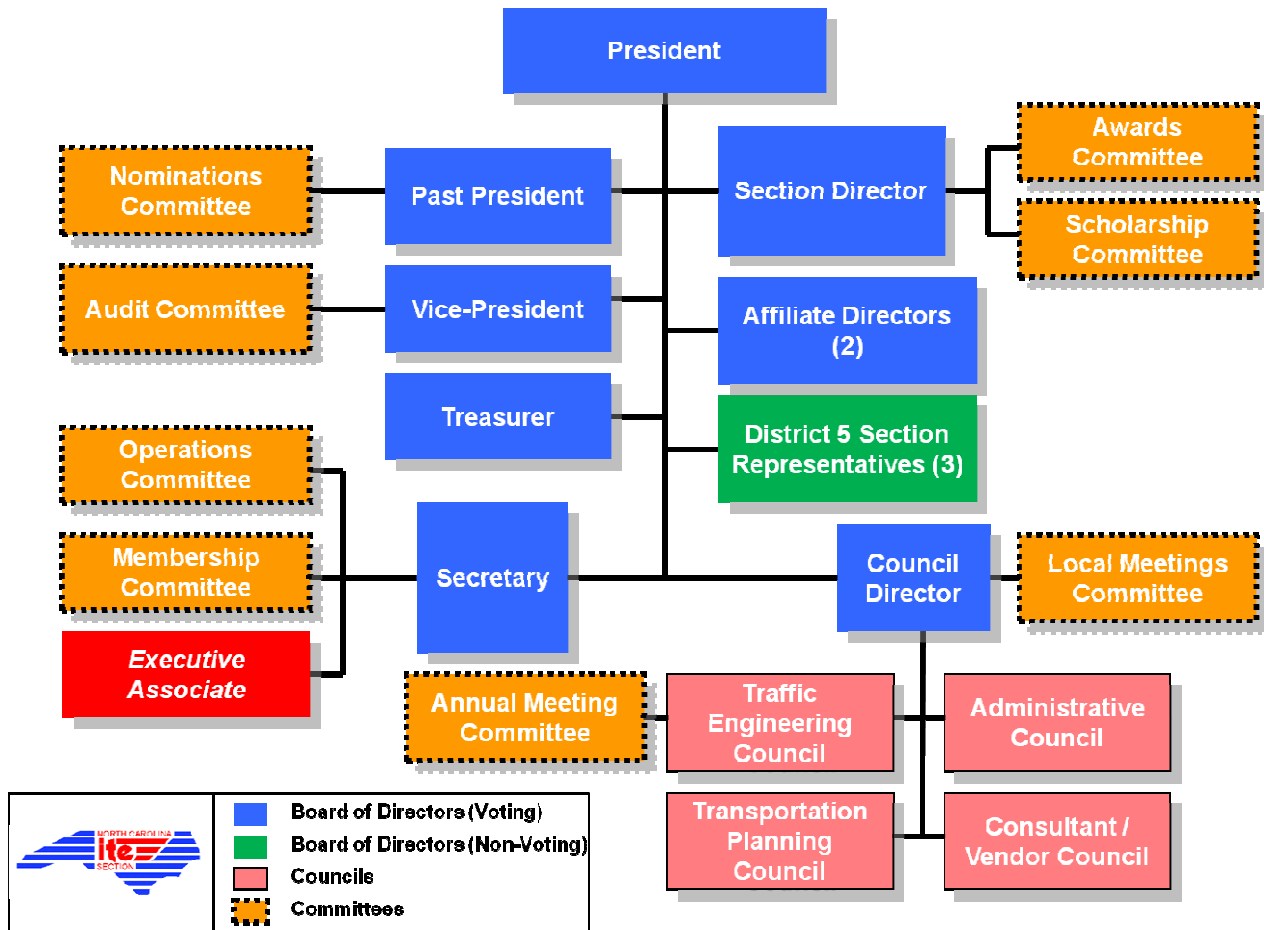 President
Awards
Committee
Nominations
Committee
Past President
Section Director
Scholarship
Committee
Audit Committee
Vice-President
Affiliate Directors
(2)
Treasurer
District 5 Section
Representatives (3)
Operations
Committee
Membership
Committee
Executive
Associate
Secretary
Council
Director
Local Meetings
Committee
Annual Meeting
Committee
Traffic
Engineering
Council
Administrative
Council
Transportation
Planning
Council
Consultant /
Vendor Council
NORTH CAROLINA
ite
SECTION
Board of Directors (Voting)
Board of Directors (Non-Voting)
Councils
Committees